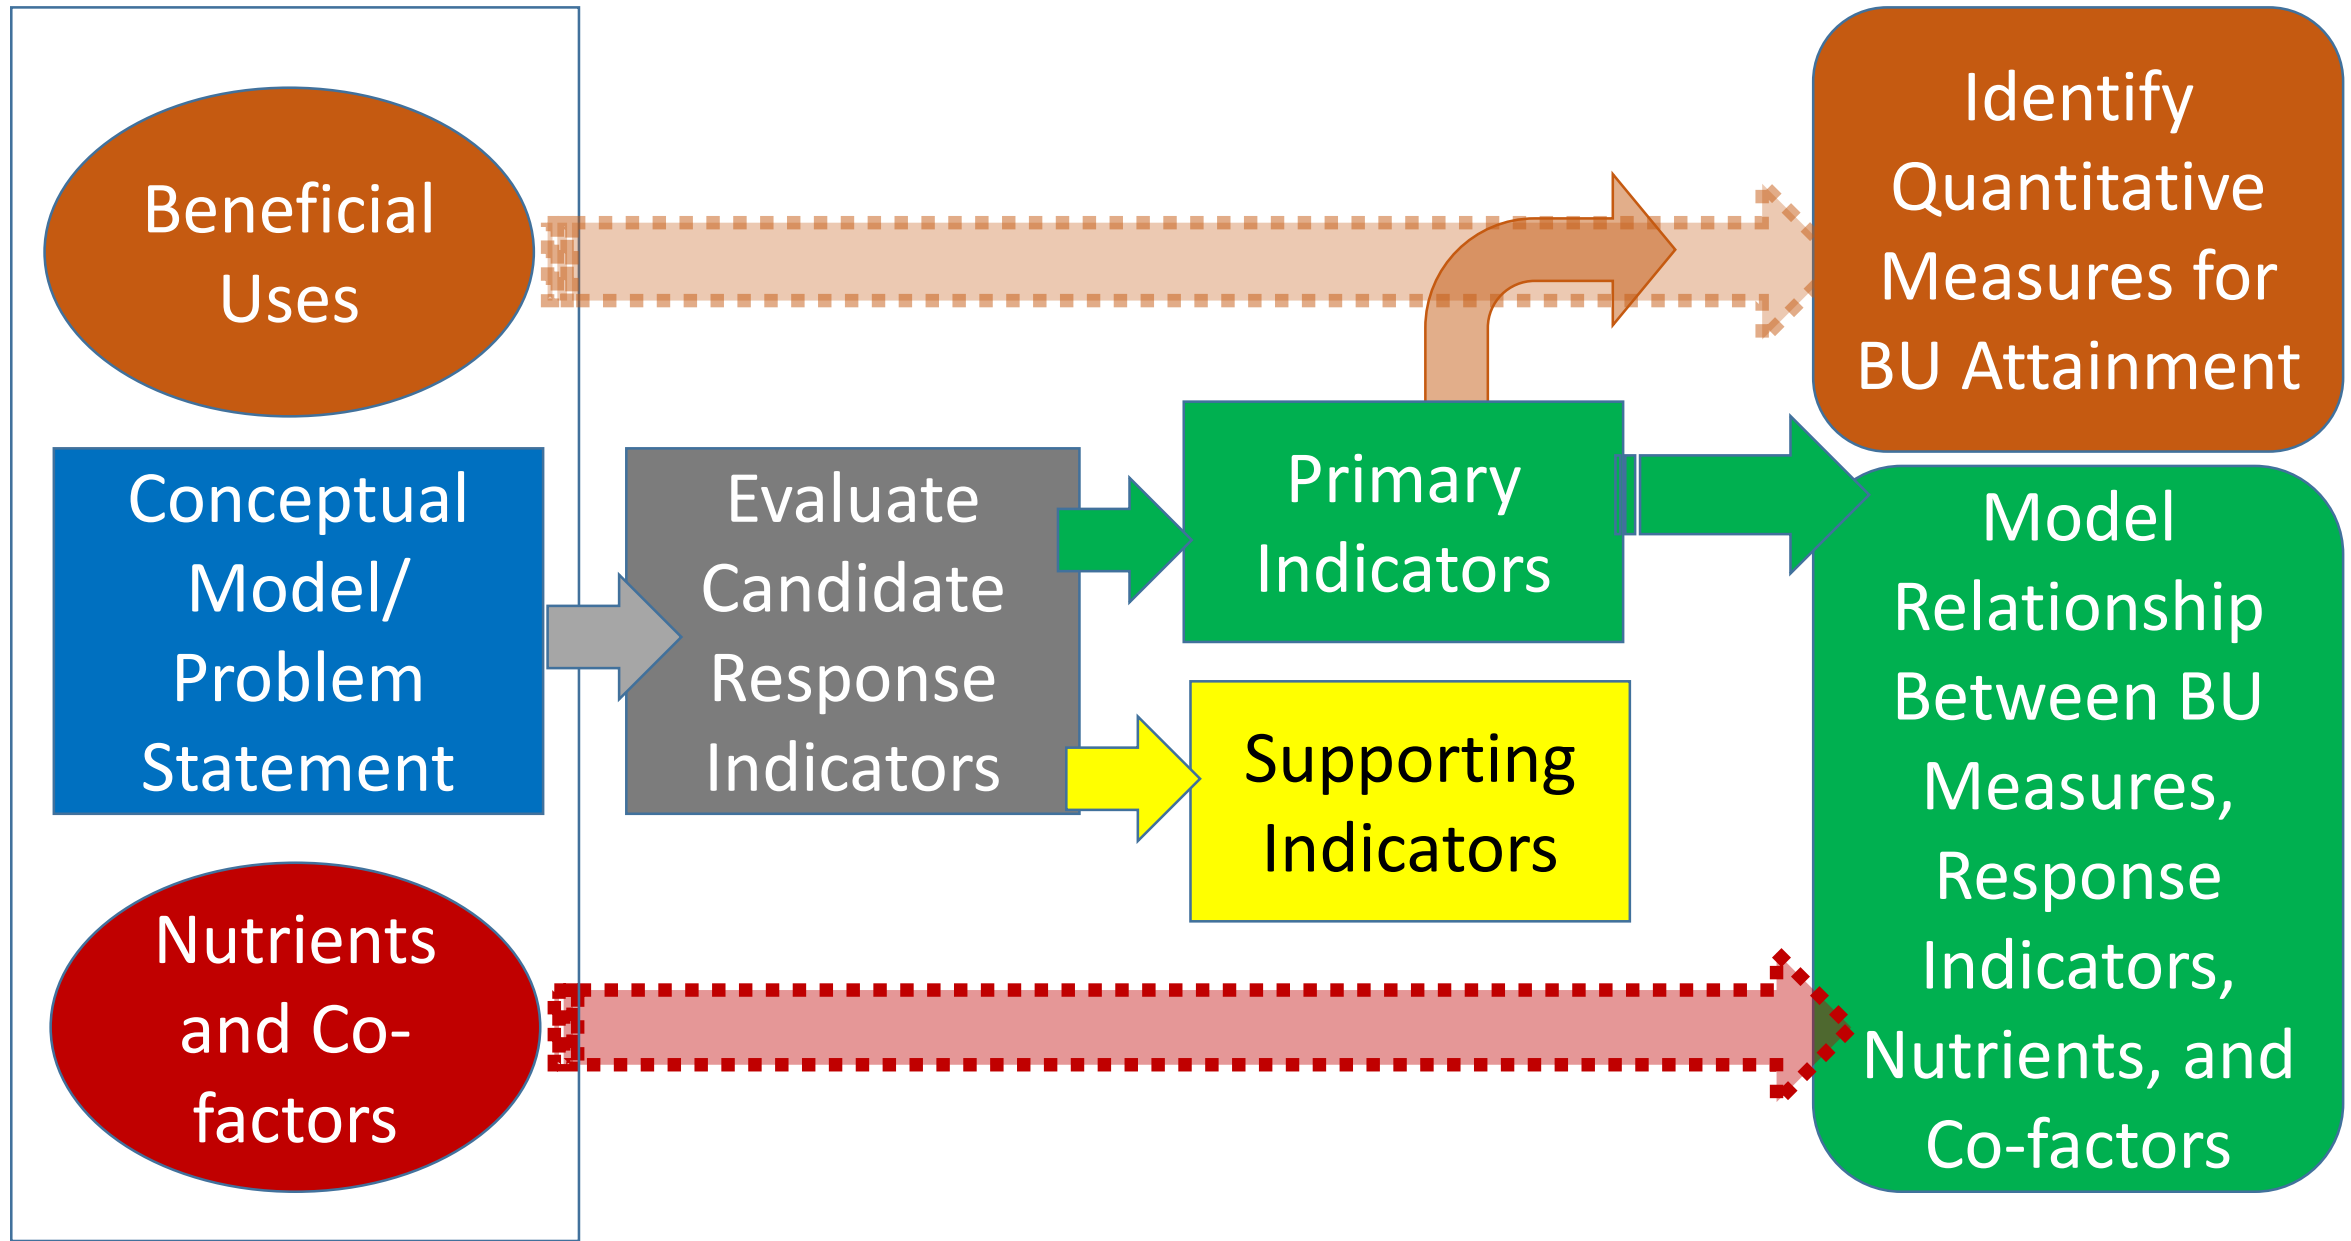 Beneficial
Uses
Conceptual
Model/
Problem
Statement
Nutrients
and Co-
factors
Evaluate
Candidate
Response
Indicators
Primary
Indicators
Supporting
Indicators
Identify
Quantitative
Measures for
BU Attainment
Model
Relationship
Between BU
Measures,
Response
Indicators,
Nutrients, and
Co-factors